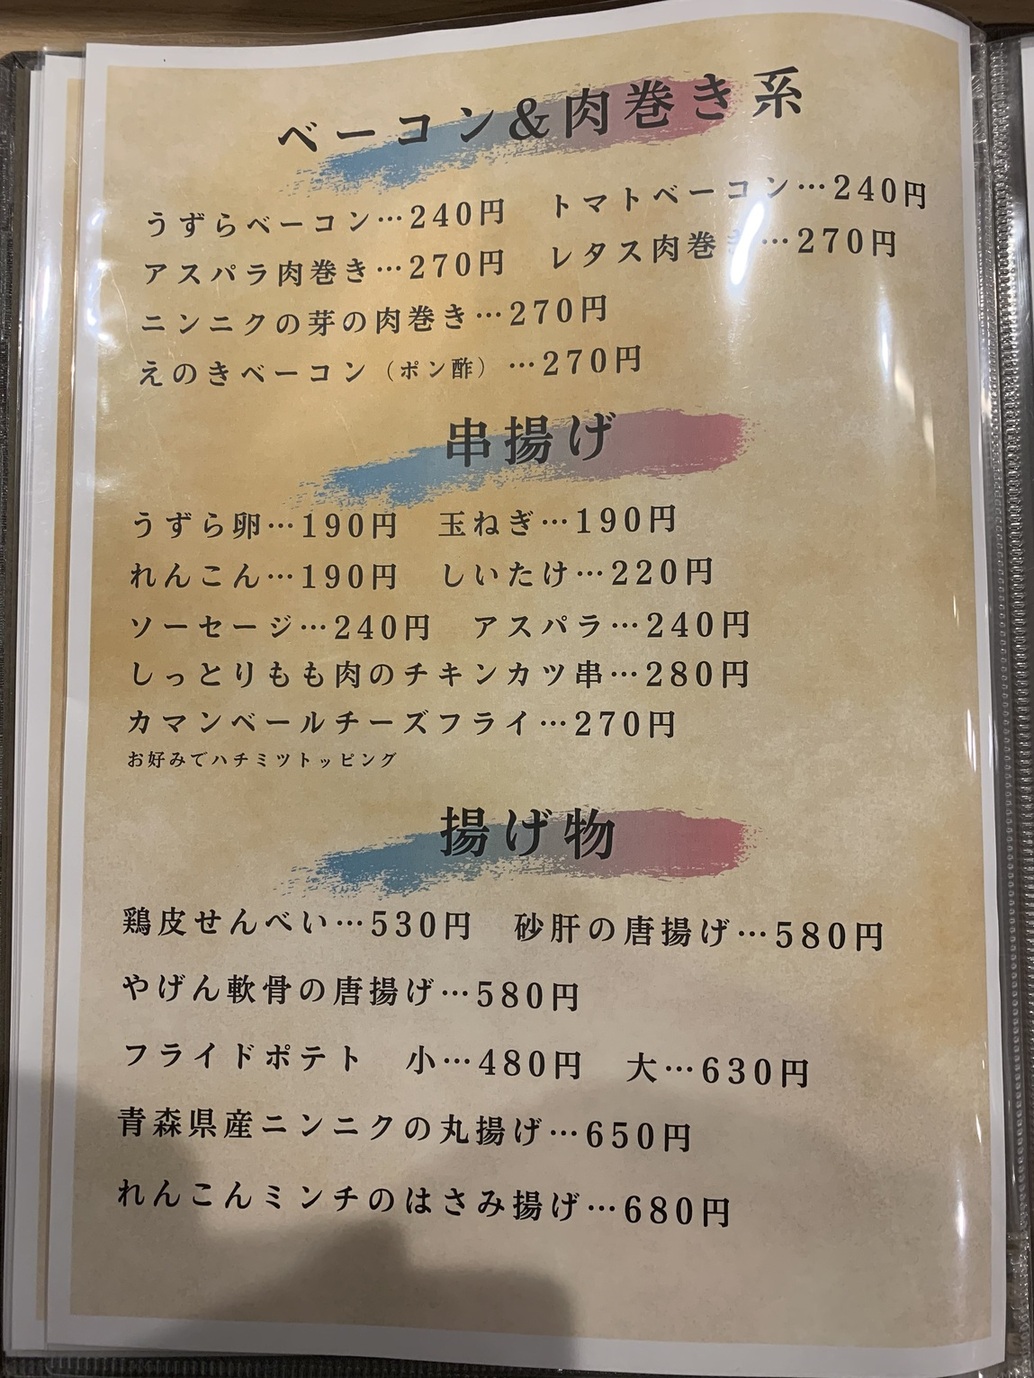 ベーコン&肉巻き系
うずらベーコン…240円　トマトベーコン…240円
アスパラ肉巻き…270円　レタス肉巻き…270円
ニンニクの芽の肉巻き…270円
えのきベーコン（ポン酢）…270円
串揚げ
うずら卵…190円　玉ねぎ…190円
れんこん…190円　しいたけ…220円
ソーセージ…240円　アスパラ…240円
しっとりもも肉のチキンカツ串…280円
カマンベールチーズフライ…270円
お好みでハチミツトッピング
揚げ物
鶏皮せんべい…530円　砂肝の唐揚げ…580円
やげん軟骨の唐揚げ…580円
フライドポテト　小…480円　大…630円
青森県産ニンニクの丸揚げ…650円
れんこんミンチのはさみ揚げ…680円